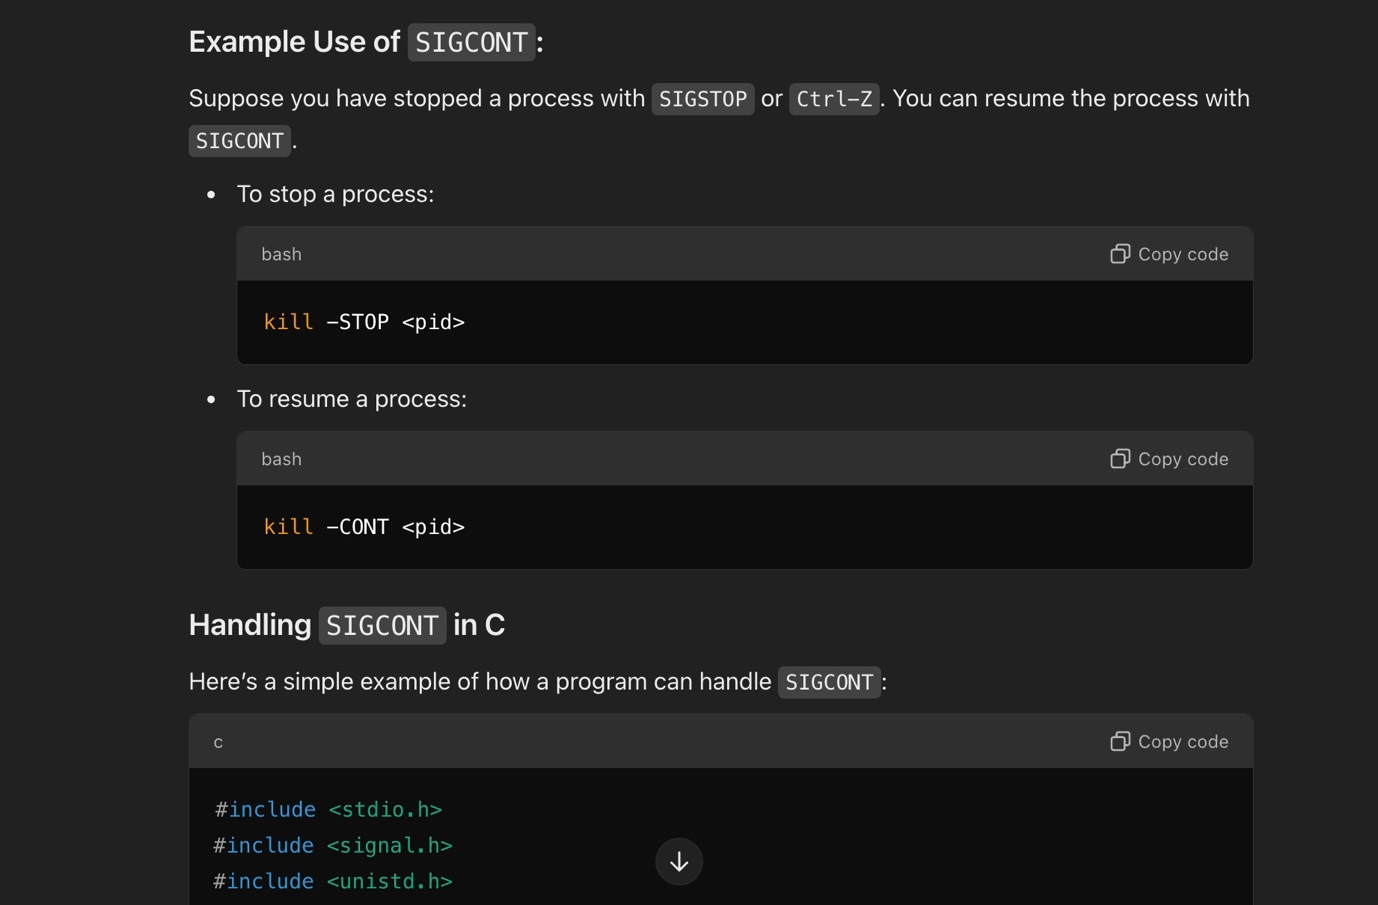 Example Use of SIGCONT:
Suppose you have stopped a process with SIGSTOP or Ctrl-Z. You can resume the process with
SIGCONT.
• To stop a process:
bash
Copy code
kill -STOP <pid>
• To resume a process:
bash
Copy code
kill -CONT <pid>
Handling SIGCONT in C
Here’s a simple example of how a program can handle SIGCONT:
c
Copy code
#include <stdio.h>
#include <signal.h>
#include <unistd.h>